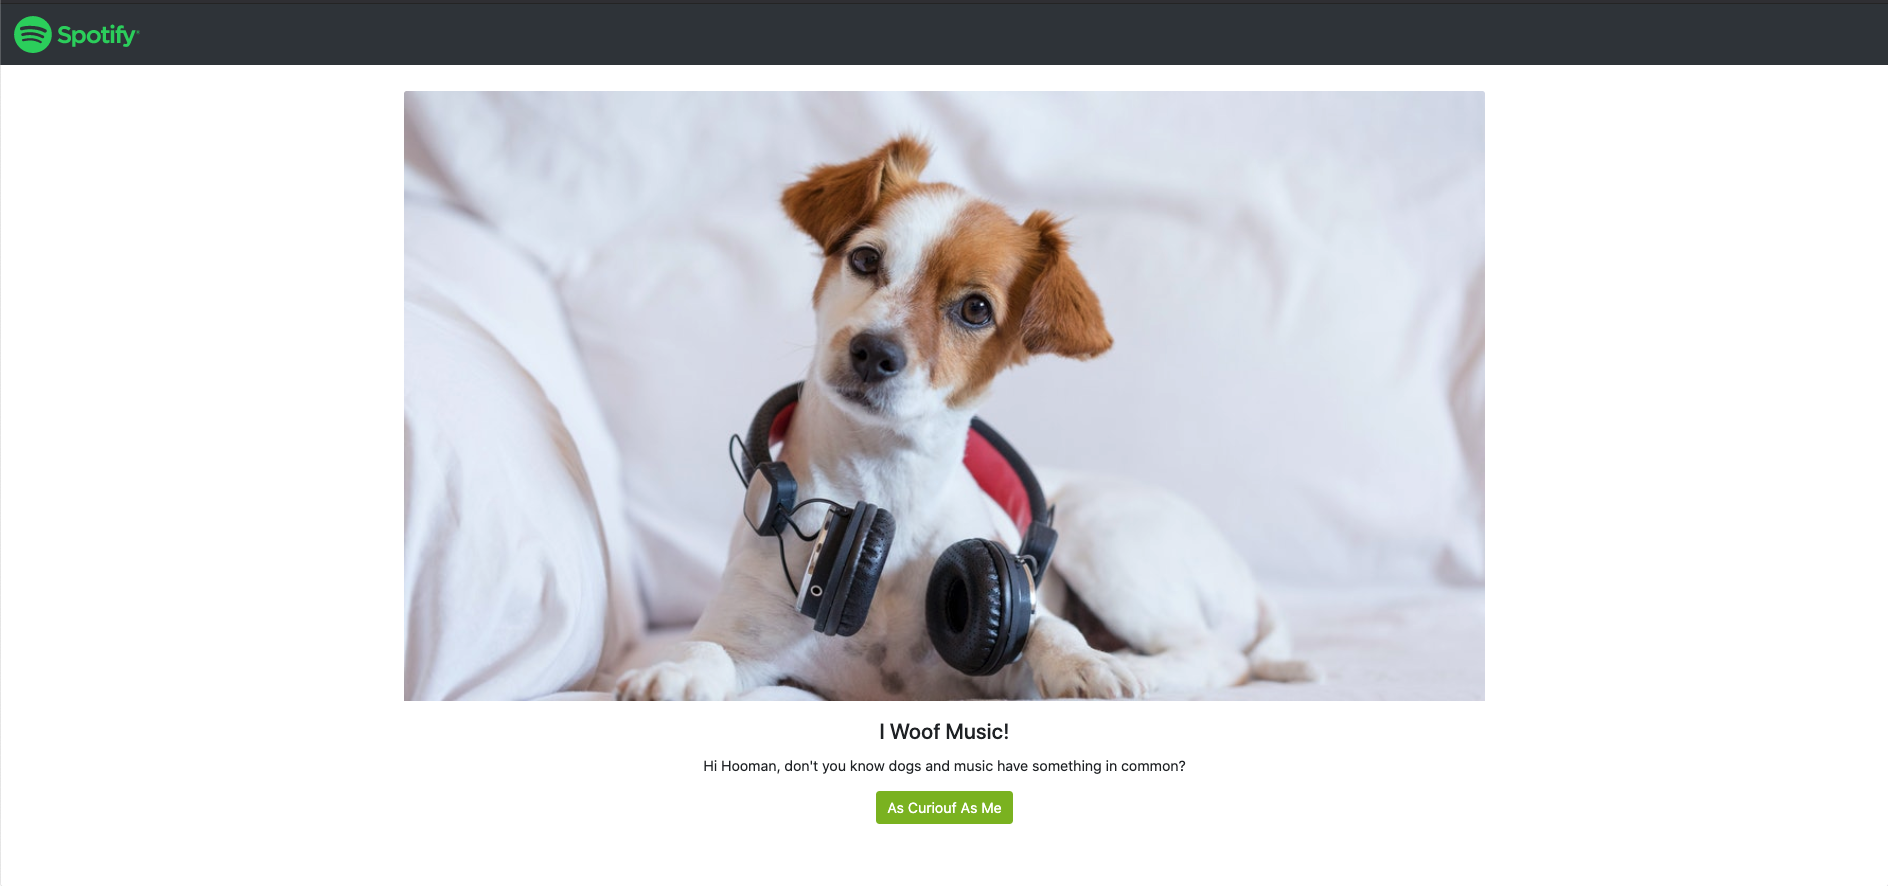 Spotify
I Woof Music!
Hi Hooman, don't you know dogs and music have something in common?
As Curiouf As Me